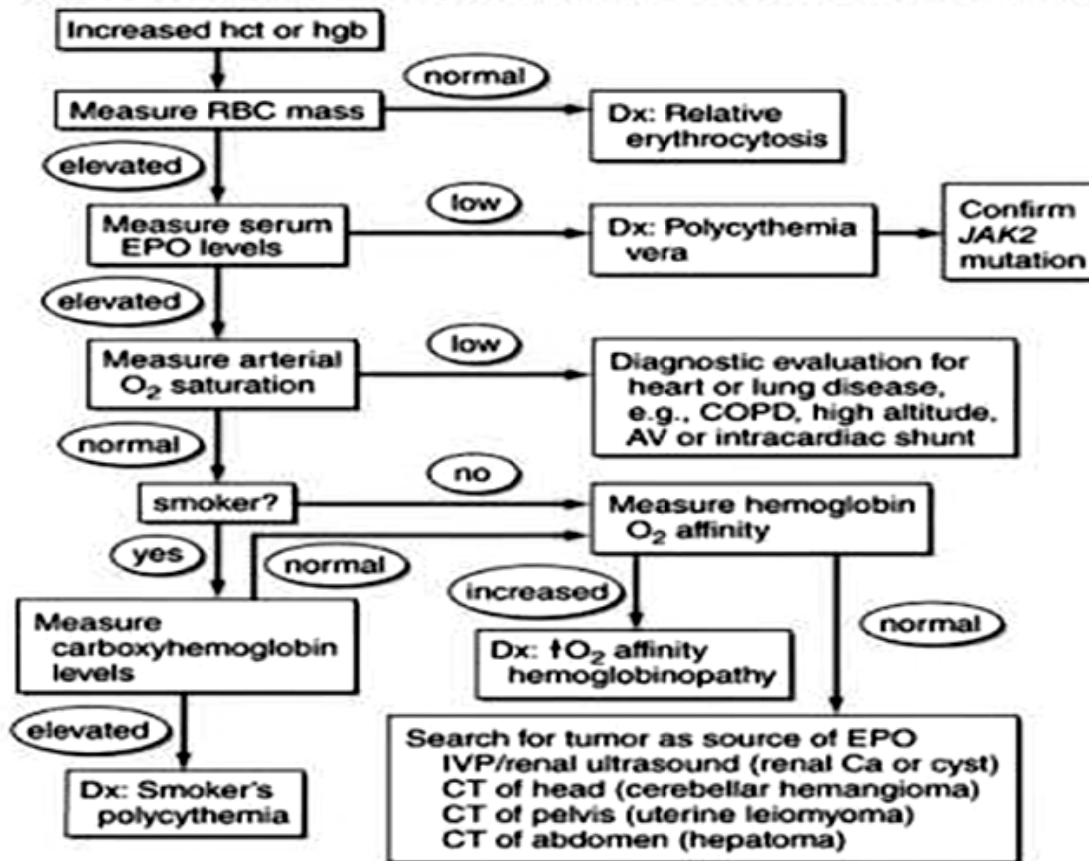 Increased hct or hgb
normal
Measure RBC mass
Dx: Relative
erythrocytosis
elevated
low
Measure serum
EPO levels
Dx: Polycythemia
vera
Confirm
JAK2
mutation
elevated
low
Measure arterial
O₂ saturation
Diagnostic evaluation for
heart or lung disease,
e.g., COPD, high altitude,
AV or intracardiac shunt
normal
no
smoker?
Measure hemoglobin
O₂ affinity
yes
normal
increased
normal
Measure
carboxyhemoglobin
levels
Dx: ↑O₂ affinity
hemoglobinopathy
elevated
Dx: Smoker's
polycythemia
Search for tumor as source of EPO
IVP/renal ultrasound (renal Ca or cyst)
CT of head (cerebellar hemangioma)
CT of pelvis (uterine leiomyoma)
CT of abdomen (hepatoma)